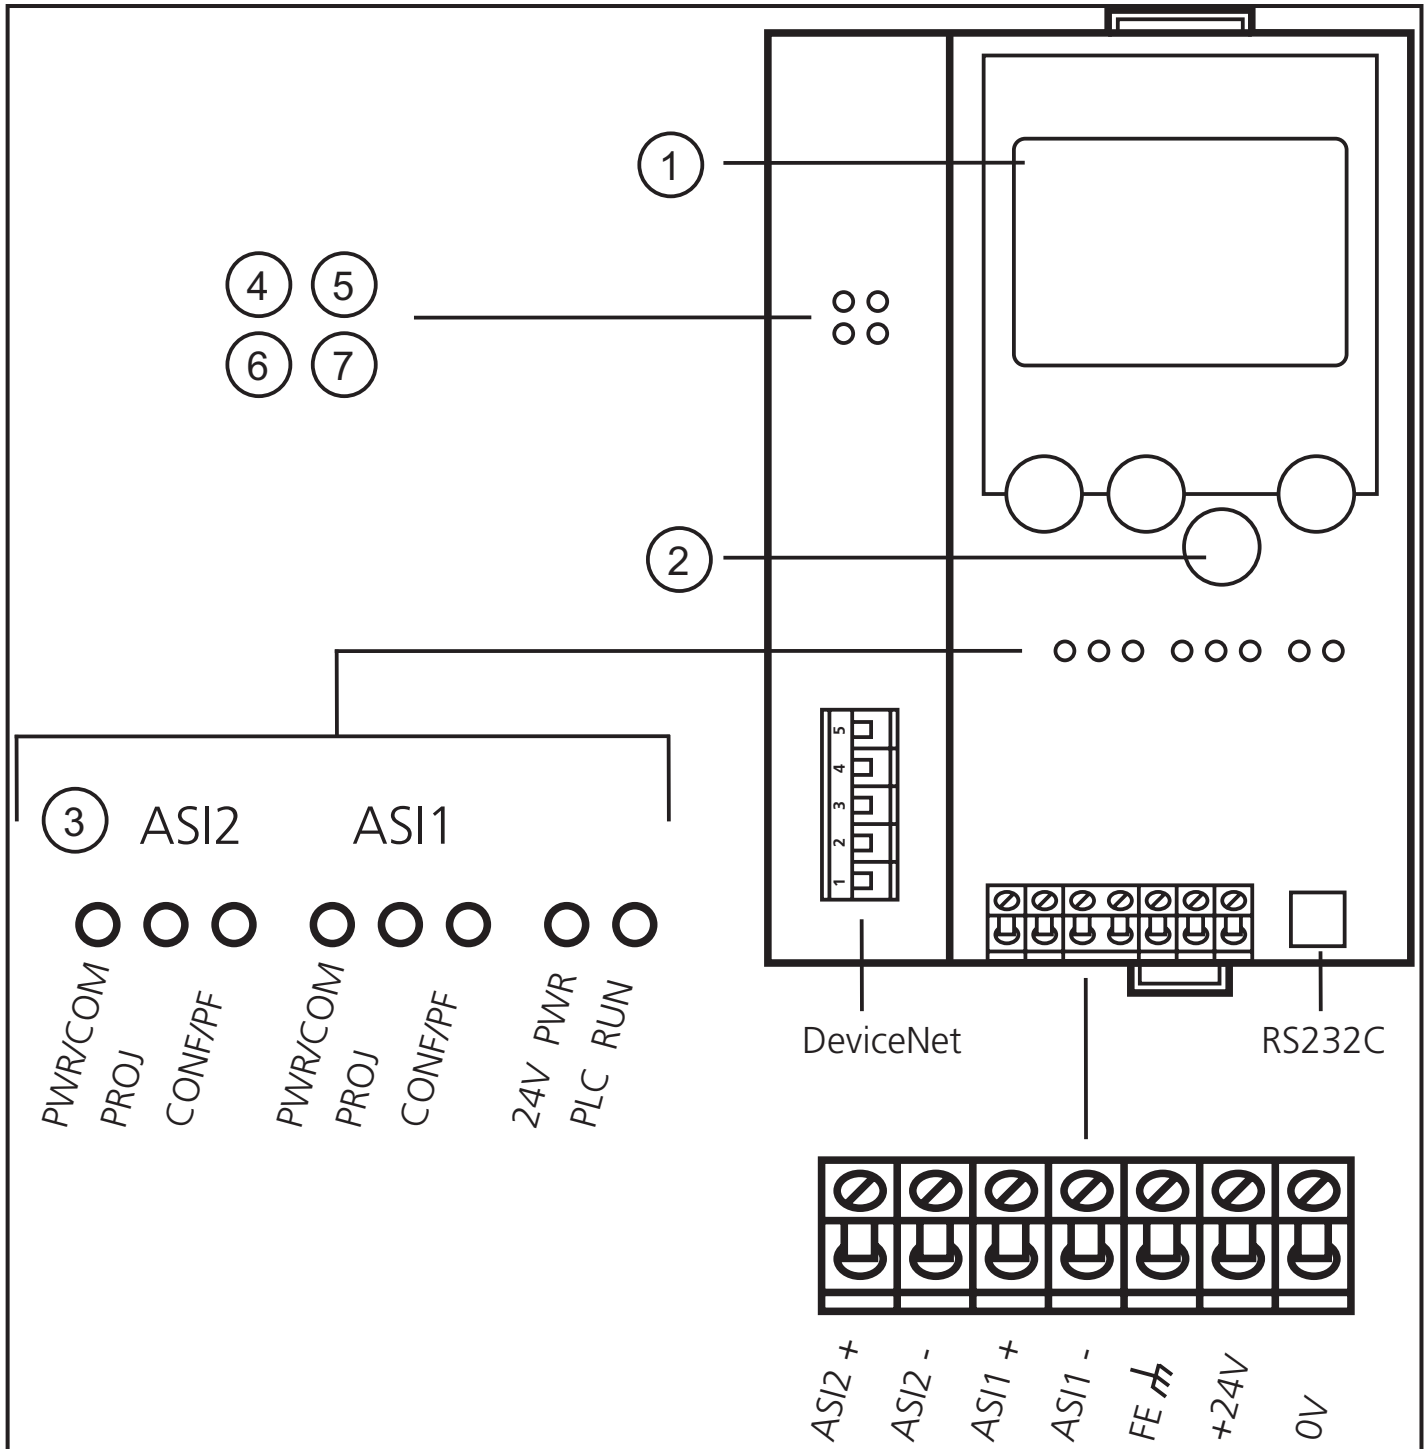 1
4 5
6 7
2
5
4
3
2
1
3 ASI2 ASI1
PWR/COM
PROJ
CONF/PF
PWR/COM
PROJ
CONF/PF
24V PWR
PLC RUN
DeviceNet
RS232C
ASI2 +
ASI2 -
ASI1 +
ASI1 -
FE
+24V
0V